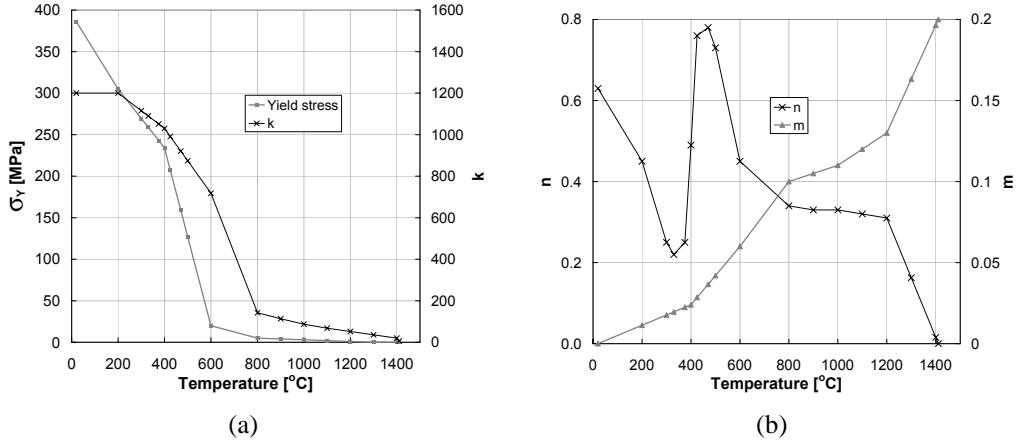 400 1600
350 1400
300 1200
250 1000
200 800
150 600
100 400
50 200
0 0
σY [MPa]
k
Yield stress
k
0 200 400 600 800 1000 1200 1400
Temperature [oC]
(a)
0.8 0.2
0.6 0.15
0.4 0.1
0.2 0.05
0.0 0
n
m
n
m
0 200 400 600 800 1000 1200 1400
Temperature [oC]
(b)